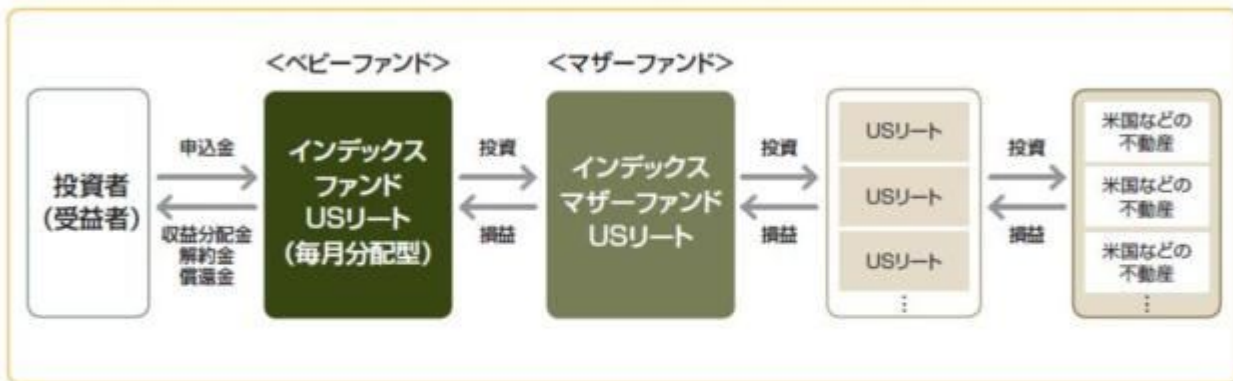 <ベビーファンド>
<マザーファンド>
投資者
(受益者)
申込金
収益分配金
解約金
償還金
インデックス
ファンド
USリート
(毎月分配型)
投資
損益
インデックス
マザーファンド
USリート
投資
損益
USリート
USリート
USリート
⋮
投資
損益
米国などの
不動産
米国などの
不動産
米国などの
不動産
⋮